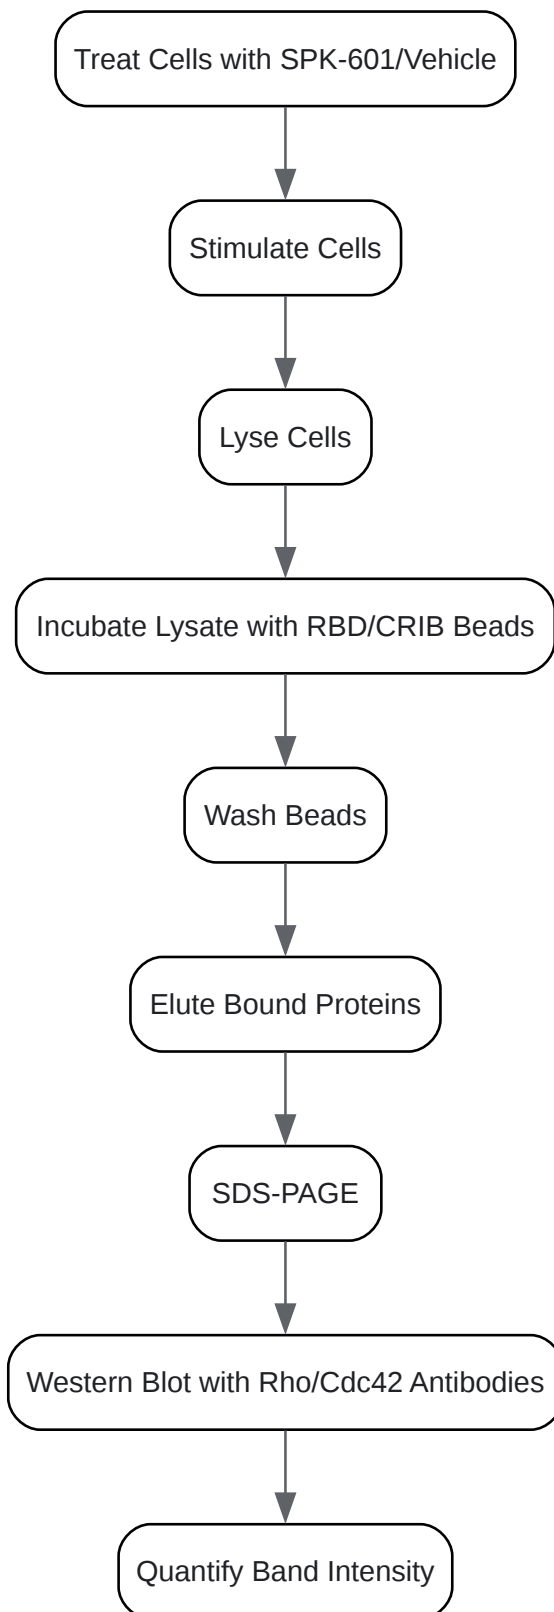 Treat Cells with SPK-601/Vehicle
Stimulate Cells
Lyse Cells
Incubate Lysate with RBD/CRIB Beads
Wash Beads
Elute Bound Proteins
SDS-PAGE
Western Blot with Rho/Cdc42 Antibodies
Quantify Band Intensity